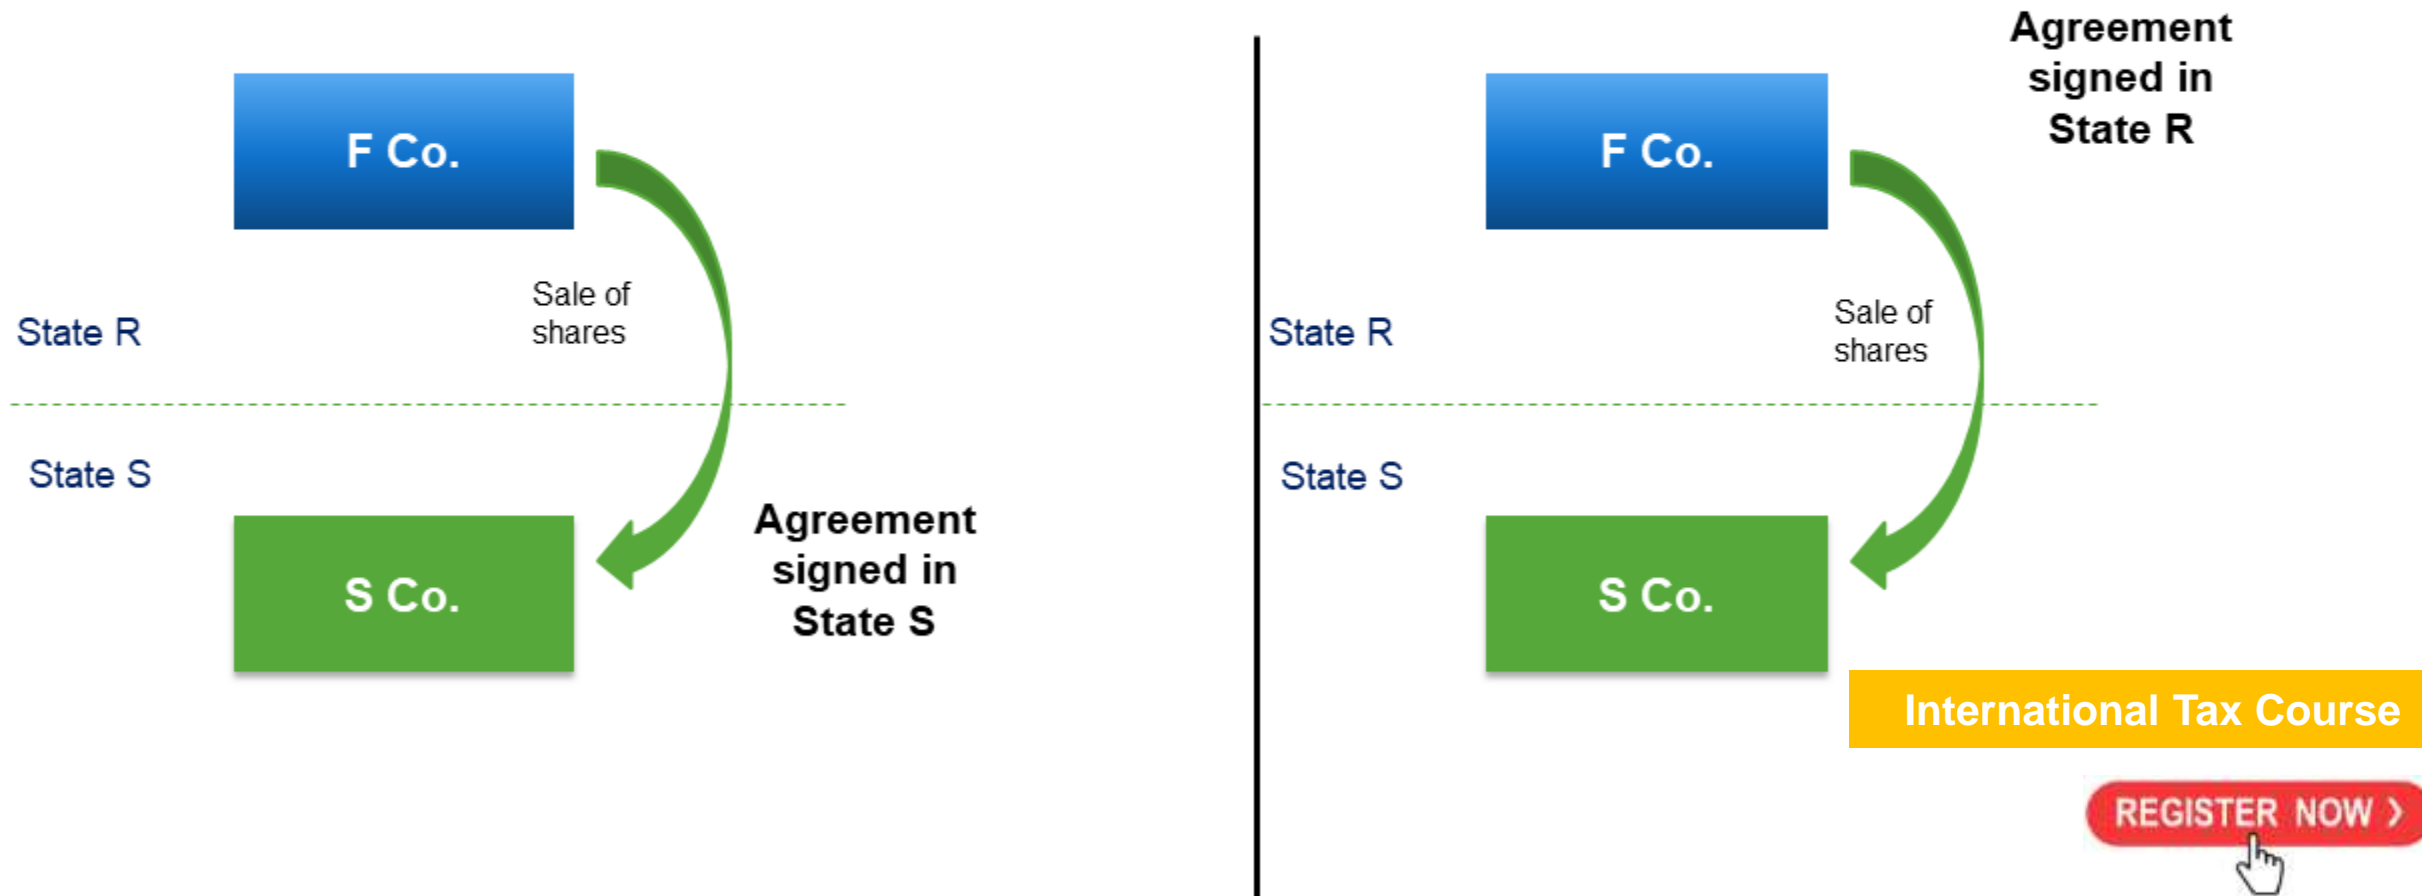 F Co.
Sale of
shares
State R
State S
Agreement
signed in
State S
S Co.
Agreement
signed in
State R
F Co.
Sale of
shares
State R
State S
S Co.
International Tax Course
REGISTER NOW >